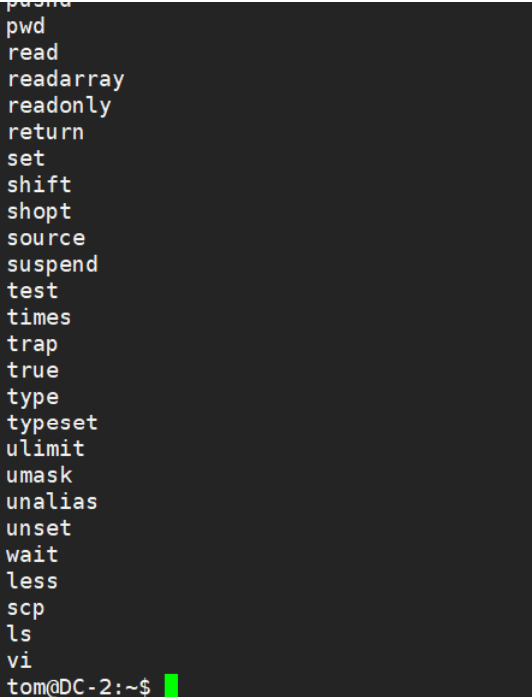 pwd
read
readarray
readonly
return
set
shift
shopt
source
suspend
test
times
trap
true
type
typeset
ulimit
umask
unalias
unset
wait
less
scp
ls
vi
tom@DC-2:~$